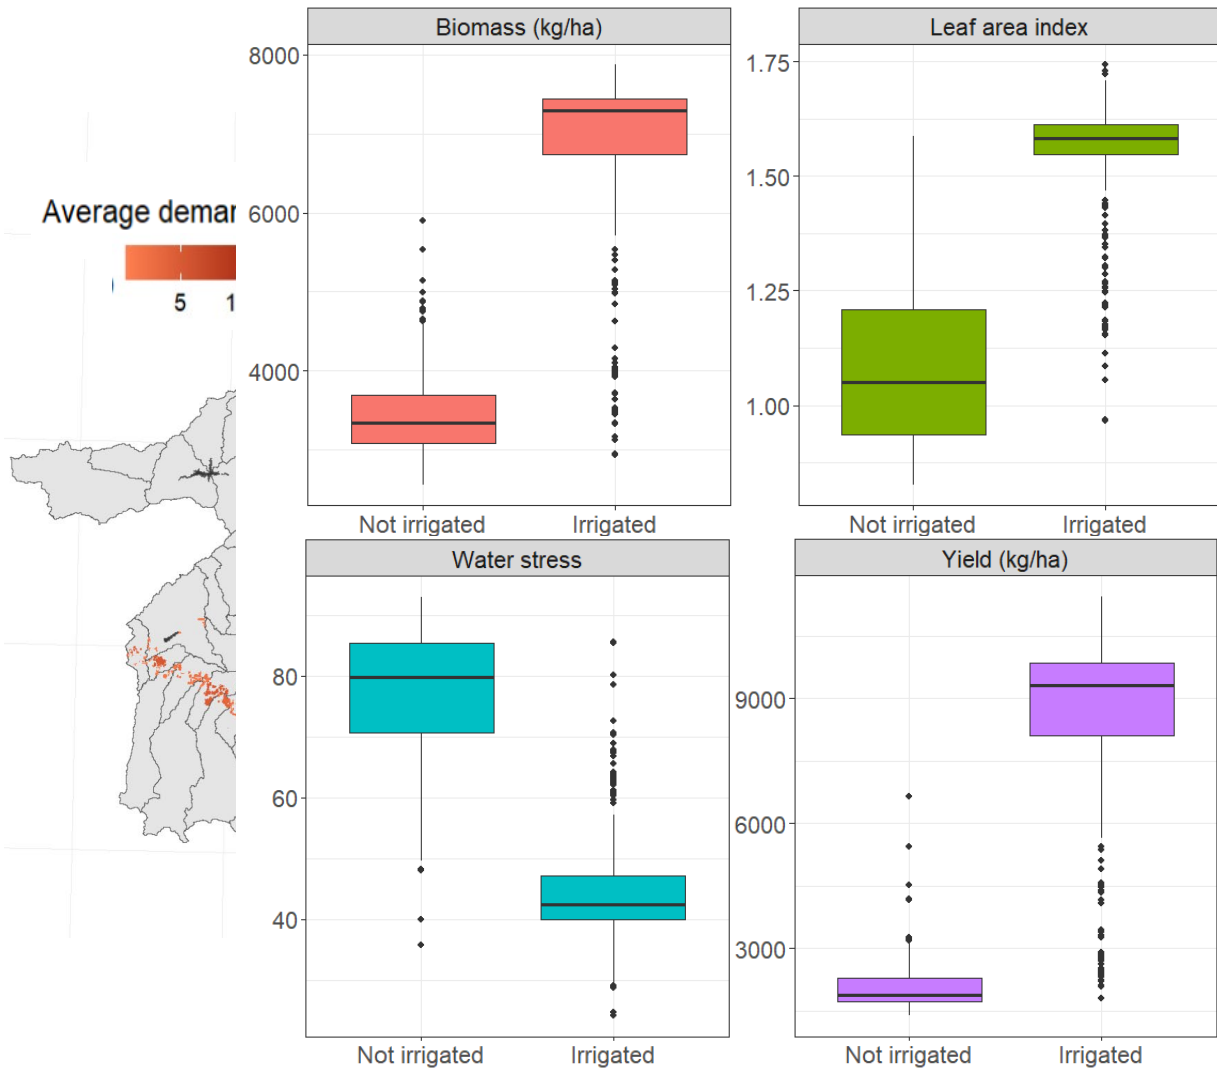 Average demar
5 1
Biomass (kg/ha)
8000
6000
4000
Not irrigated Irrigated
Leaf area index
1.75
1.50
1.25
1.00
Not irrigated Irrigated
Water stress
80
60
40
Not irrigated Irrigated
Yield (kg/ha)
9000
6000
3000
Not irrigated Irrigated